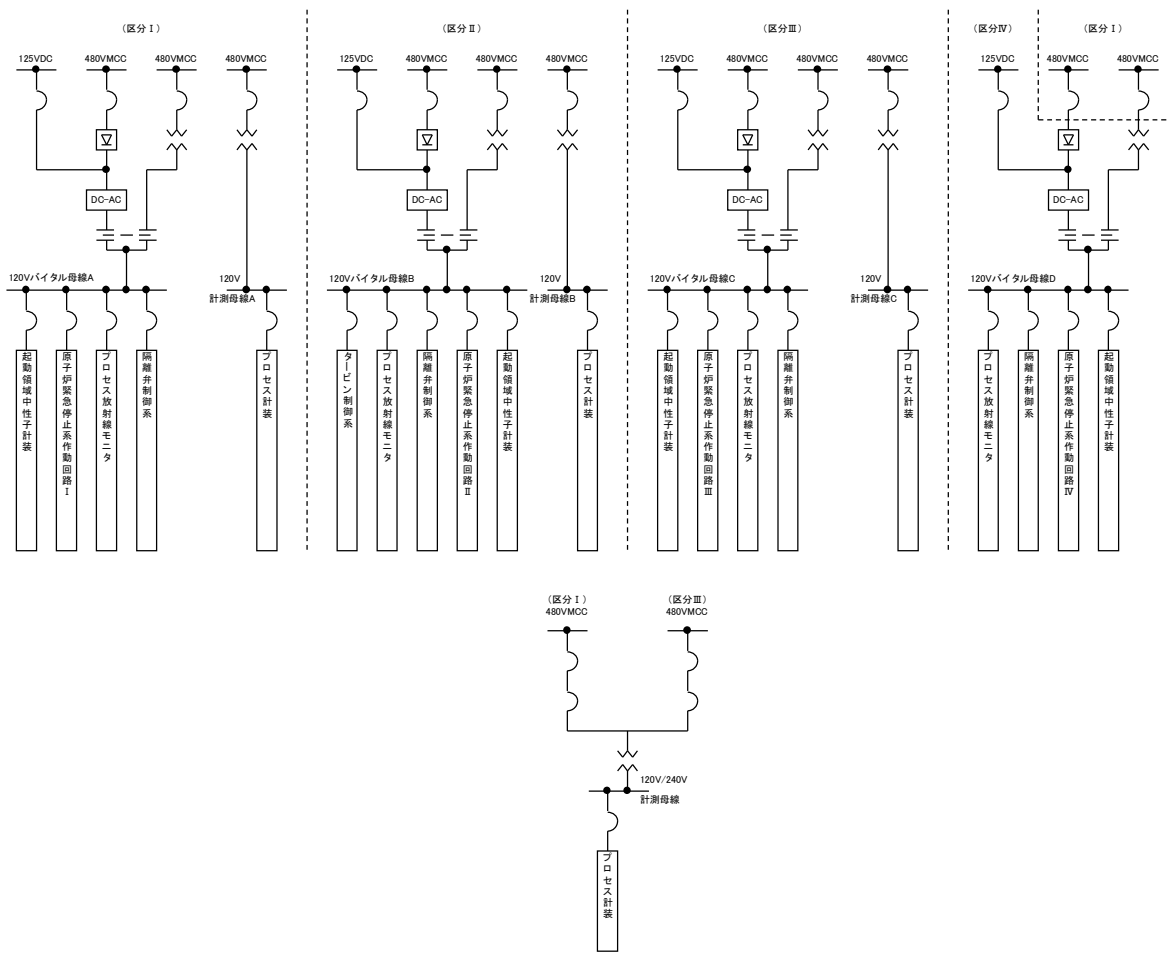 (区分Ⅰ)
(区分Ⅱ)
(区分Ⅲ)
(区分Ⅳ)
(区分Ⅰ)
125VDC
480VMCC
480VMCC
480VMCC
125VDC
480VMCC
480VMCC
480VMCC
125VDC
480VMCC
480VMCC
480VMCC
125VDC
480VMCC
480VMCC
DC-AC
DC-AC
DC-AC
DC-AC
120Vバイタル母線A
120V
計測母線A
120Vバイタル母線B
120V
計測母線B
120Vバイタル母線C
120V
計測母線C
120Vバイタル母線D
起動領域中性子計装
原子炉緊急停止系作動回路Ⅰ
プロセス放射線モニタ
隔離弁制御系
プロセス計装
タービン制御系
プロセス放射線モニタ
隔離弁制御系
原子炉緊急停止系作動回路Ⅱ
起動領域中性子計装
プロセス計装
起動領域中性子計装
原子炉緊急停止系作動回路Ⅲ
プロセス放射線モニタ
隔離弁制御系
プロセス計装
プロセス放射線モニタ
隔離弁制御系
原子炉緊急停止系作動回路Ⅳ
起動領域中性子計装
(区分Ⅰ)
480VMCC
(区分Ⅲ)
480VMCC
120V/240V
計測母線
プロセス計装